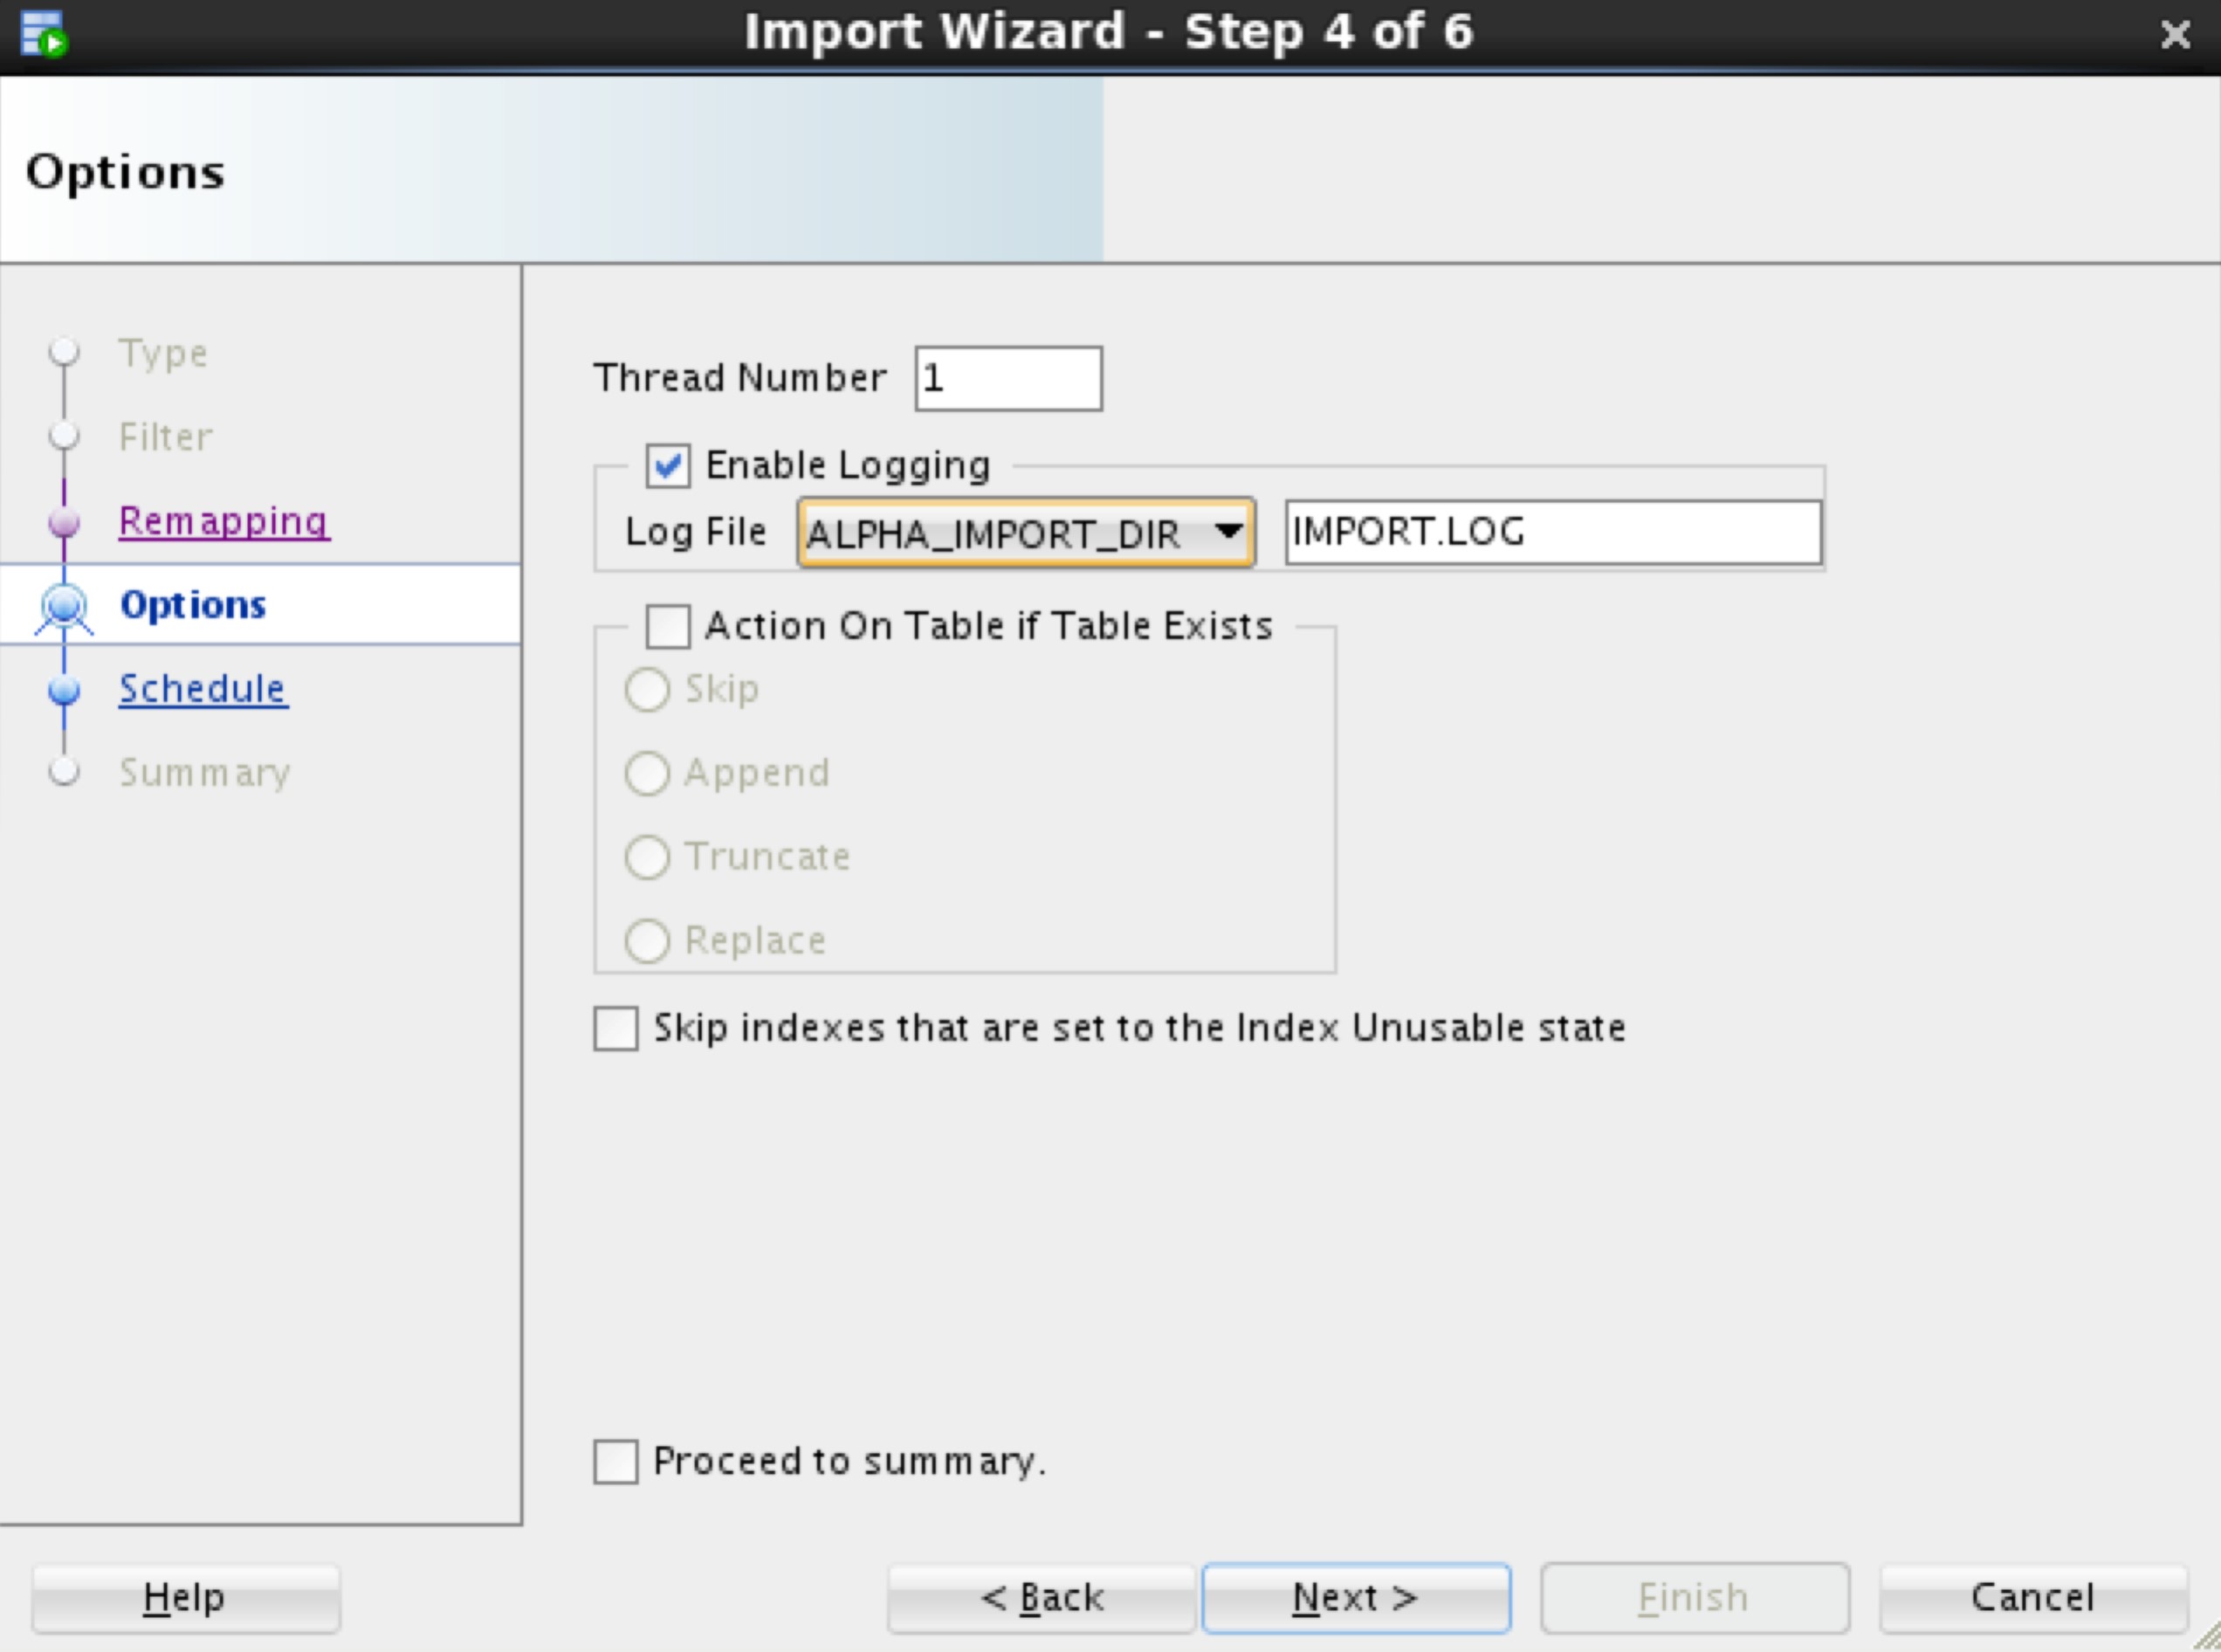 Import Wizard - Step 4 of 6
Options
Type
Filter
Remapping
Options
Schedule
Summary
Thread Number 1
Enable Logging
Log File ALPHA_IMPORT_DIR IMPORT.LOG
Action On Table if Table Exists
Skip
Append
Truncate
Replace
Skip indexes that are set to the Index Unusable state
Proceed to summary.
Help < Back Next > Finish Cancel